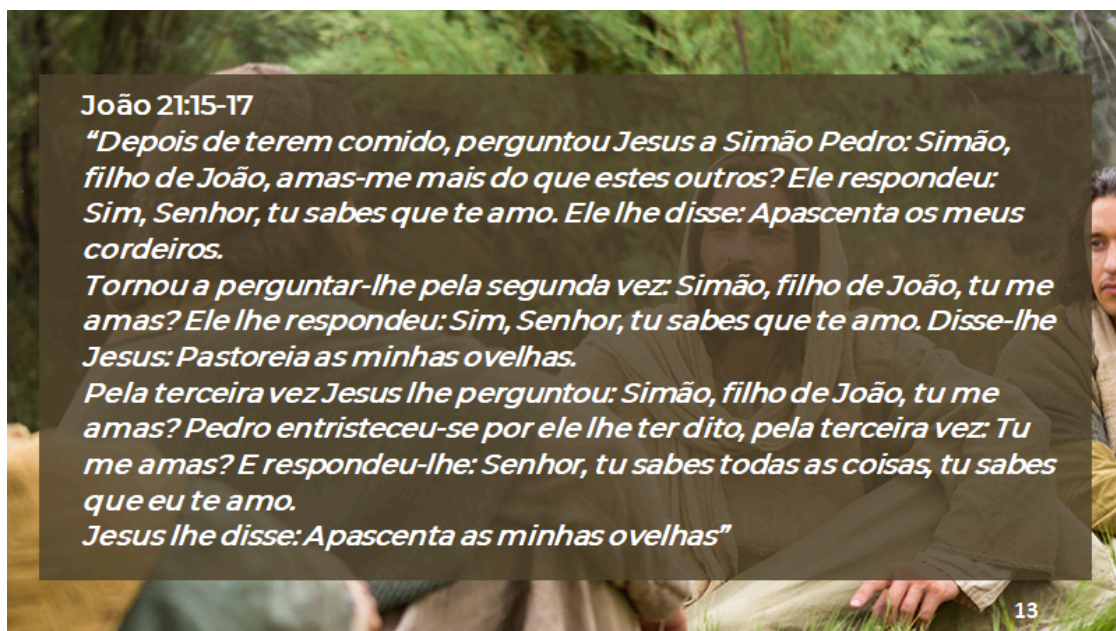 João 21:15-17
“Depois de terem comido, perguntou Jesus a Simão Pedro: Simão,
filho de João, amas-me mais do que estes outros? Ele respondeu:
Sim, Senhor, tu sabes que te amo. Ele lhe disse: Apascenta os meus
cordeiros.
Tornou a perguntar-lhe pela segunda vez: Simão, filho de João, tu me
amas? Ele lhe respondeu: Sim, Senhor, tu sabes que te amo. Disse-lhe
Jesus: Pastoreia as minhas ovelhas.
Pela terceira vez Jesus lhe perguntou: Simão, filho de João, tu me
amas? Pedro entristeceu-se por ele lhe ter dito, pela terceira vez: Tu
me amas? E respondeu-lhe: Senhor, tu sabes todas as coisas, tu sabes
que eu te amo.
Jesus lhe disse: Apascenta as minhas ovelhas”
13